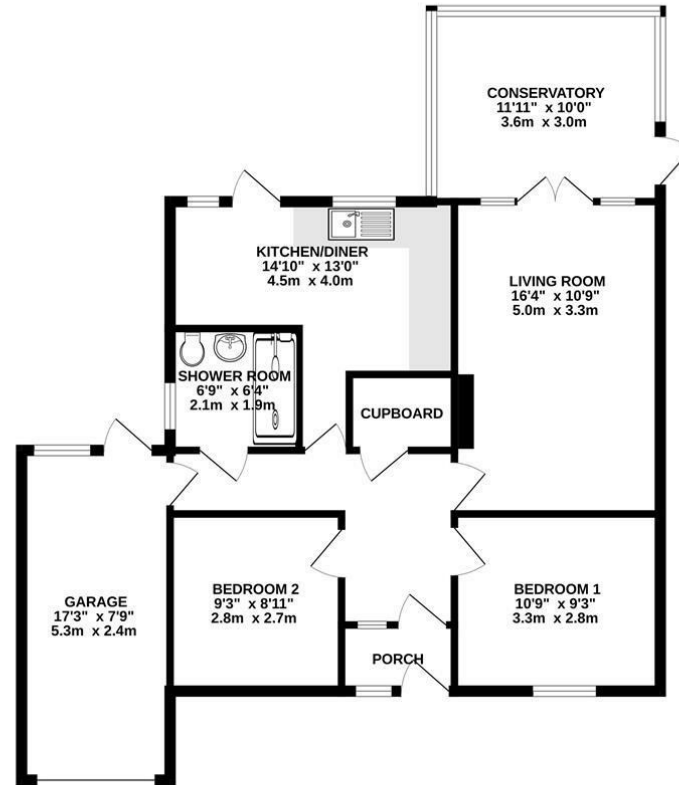 CONSERVATORY
11'11" x 10'0"
3.6m x 3.0m
KITCHEN/DINER
14'10" x 13'0"
4.5m x 4.0m
LIVING ROOM
16'4" x 10'9"
5.0m x 3.3m
SHOWER ROOM
6'9" x 6'4"
2.1m x 1.9m
CUPBOARD
GARAGE
17'3" x 7'9"
5.3m x 2.4m
BEDROOM 2
9'3" x 8'11"
2.8m x 2.7m
BEDROOM 1
10'9" x 9'3"
3.3m x 2.8m
PORCH